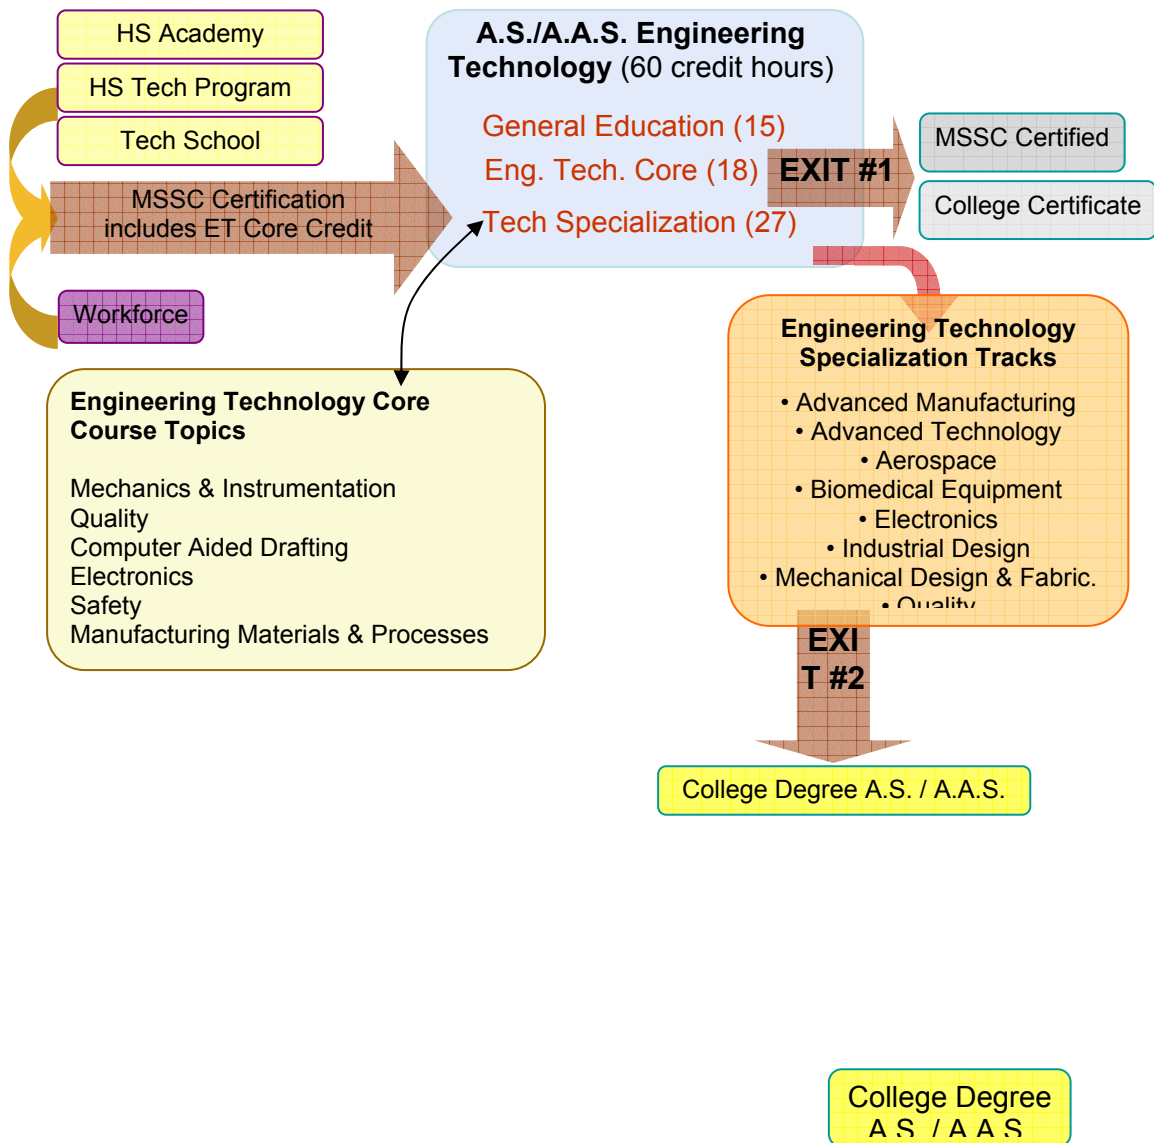 HS Academy
HS Tech Program
Tech School
MSSC Certification
includes ET Core Credit
Workforce
A.S./A.A.S. Engineering
Technology (60 credit hours)
General Education (15)
Eng. Tech. Core (18)
Tech Specialization (27)
EXIT #1
MSSC Certified
College Certificate
Engineering Technology Core
Course Topics
Mechanics & Instrumentation
Quality
Computer Aided Drafting
Electronics
Safety
Manufacturing Materials & Processes
Engineering Technology
Specialization Tracks
• Advanced Manufacturing
• Advanced Technology
• Aerospace
• Biomedical Equipment
• Electronics
• Industrial Design
• Mechanical Design & Fabric.
• Quality
EXI
T #2
College Degree A.S. / A.A.S.
College Degree
A.S. / A.A.S.